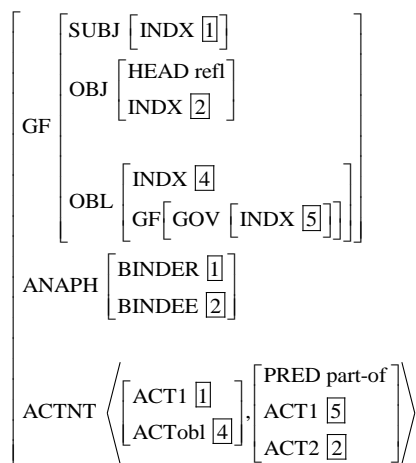 SUBJ [INDX 1]
HEAD refl
OBJ
INDX 2
GF
INDX 4
OBL
GF[GOV [INDX 5]]
BINDER 1
ANAPH
BINDEE 2
PRED part-of
ACT1 1
ACTNT ⟨ , ACT1 5 ⟩
ACTobl 4
ACT2 2